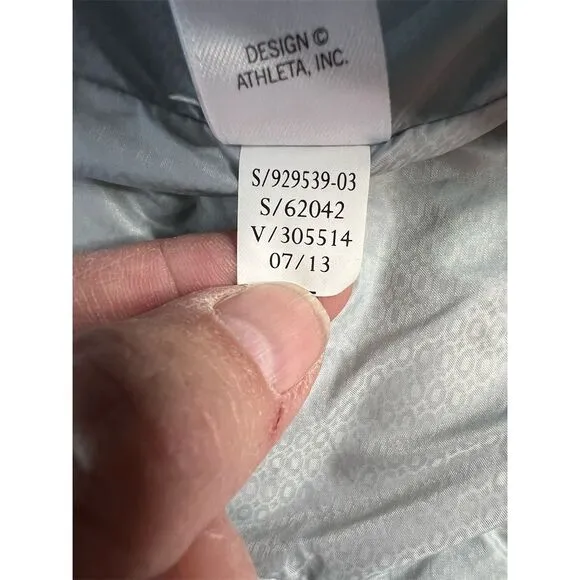 DESIGN ©
ATHLETA, INC.
S/929539-03
S/62042
V/305514
07/13